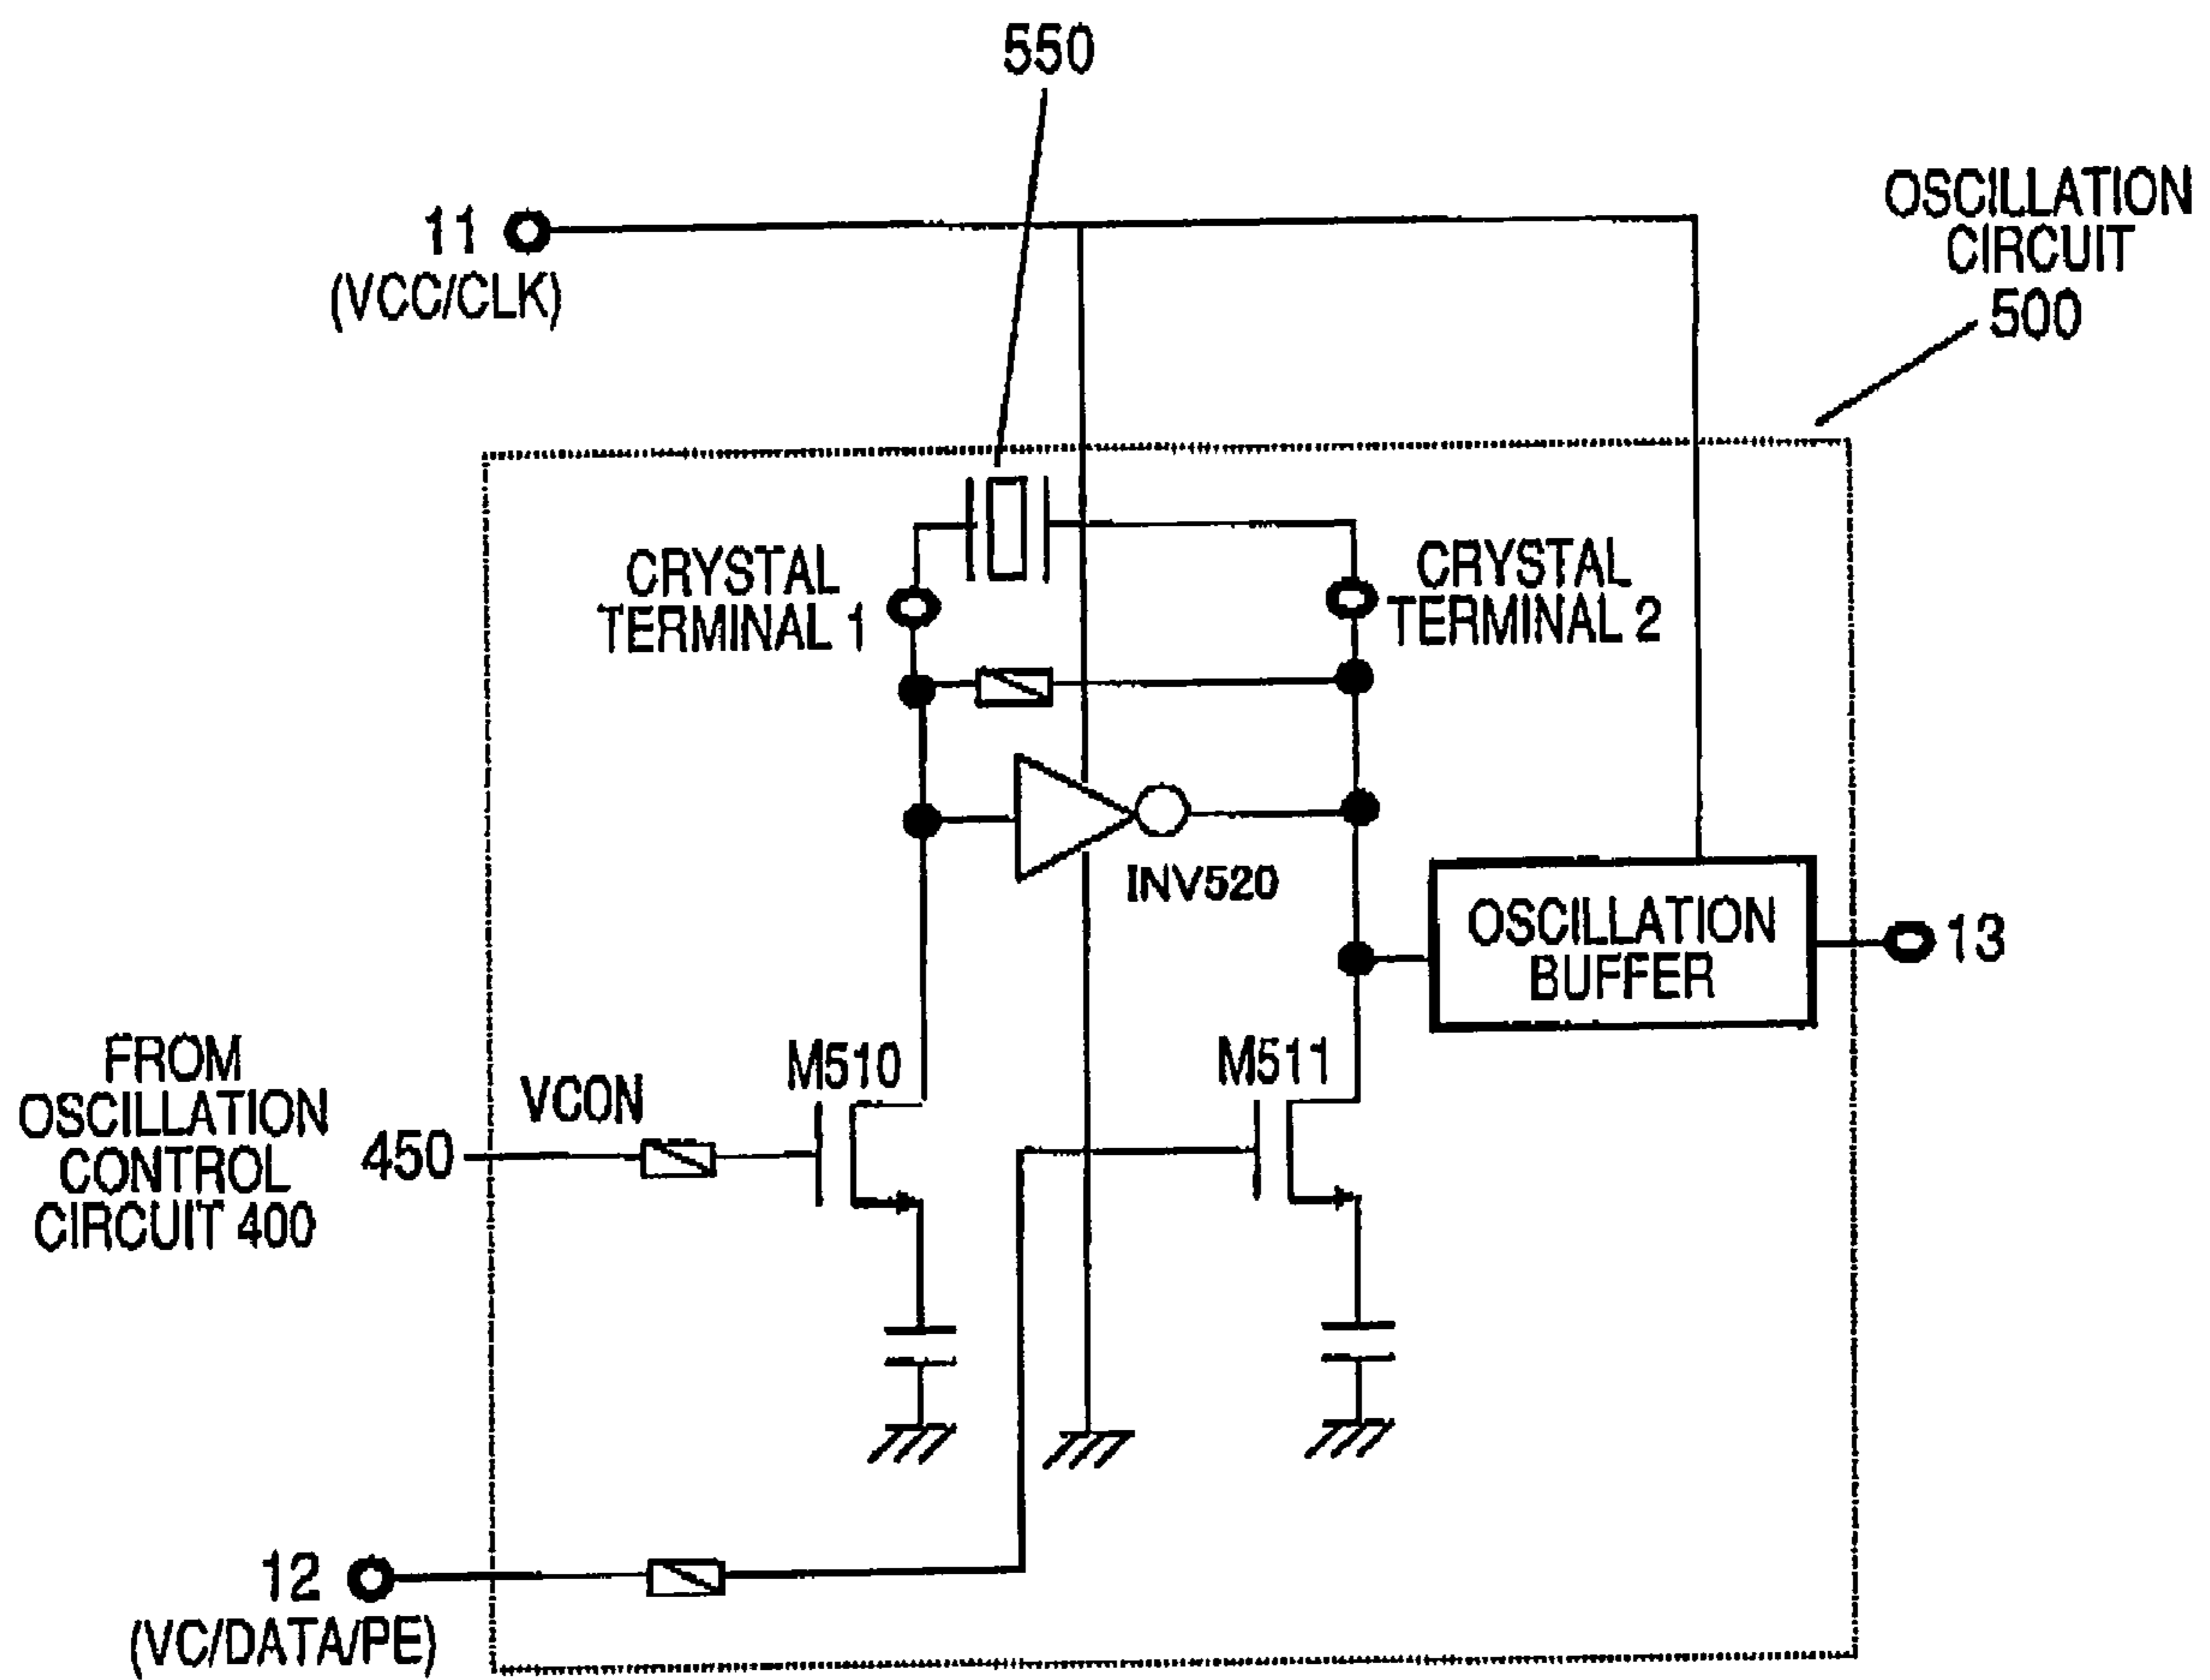 550
11
(VCC/CLK)
OSCILLATION
CIRCUIT
500
CRYSTAL
TERMINAL 1
CRYSTAL
TERMINAL 2
INV520
OSCILLATION
BUFFER
13
FROM
OSCILLATION
CONTROL
CIRCUIT 400
450
VCON
M510
M511
12
(VC/DATA/PE)